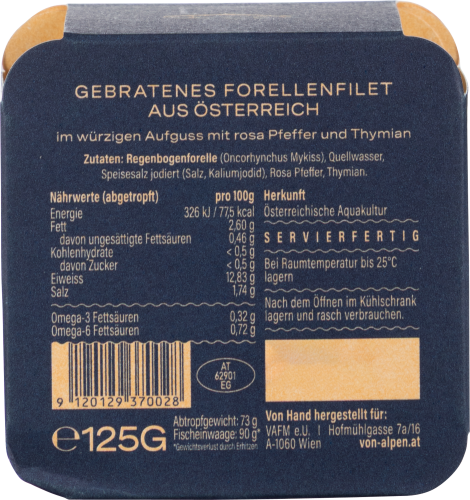 GEBRATENES FORELLENFILET
AUS ÖSTERREICH
im würzigen Aufguss mit rosa Pfeffer und Thymian
Zutaten: Regenbogenforelle (Oncorhynchus Mykiss), Quellwasser,
Speisesalz jodiert (Salz, Kaliumjodid), Rosa Pfeffer, Thymian.
Nährwerte (abgetropft) pro 100g
Energie 326 kJ / 77,5 kcal
Fett 2,60 g
davon ungesättigte Fettsäuren 0,46 g
Kohlenhydrate < 0,5 g
davon Zucker < 0,5 g
Eiweiss 12,83 g
Salz 1,74 g
Omega-3 Fettsäuren 0,32 g
Omega-6 Fettsäuren 0,72 g
Herkunft
Österreichische Aquakultur
SERVIERFERTIG
Bei Raumtemperatur bis 25°C
lagern
Nach dem Öffnen im Kühlschrank
lagern und rasch verbrauchen.
9 120129 370028
AT
62901
EG
℮125G
Abtropfgewicht: 73 g
Fischeinwaage: 90 g*
*Gewichtsverlust durch Erhitzen
Von Hand hergestellt für:
VAFM e.U. | Hofmühlgasse 7a/16
A-1060 Wien von-alpen.at